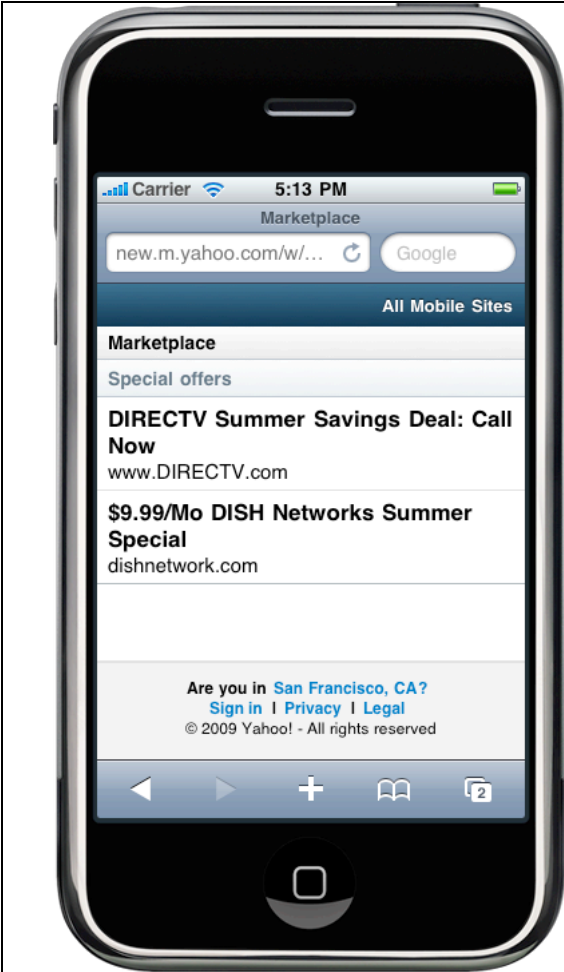 Carrier 5:13 PM
Marketplace
new.m.yahoo.com/w/... Google
All Mobile Sites
Marketplace
Special offers
DIRECTV Summer Savings Deal: Call
Now
www.DIRECTV.com
$9.99/Mo DISH Networks Summer
Special
dishnetwork.com
Are you in San Francisco, CA?
Sign in | Privacy | Legal
© 2009 Yahoo! - All rights reserved
2